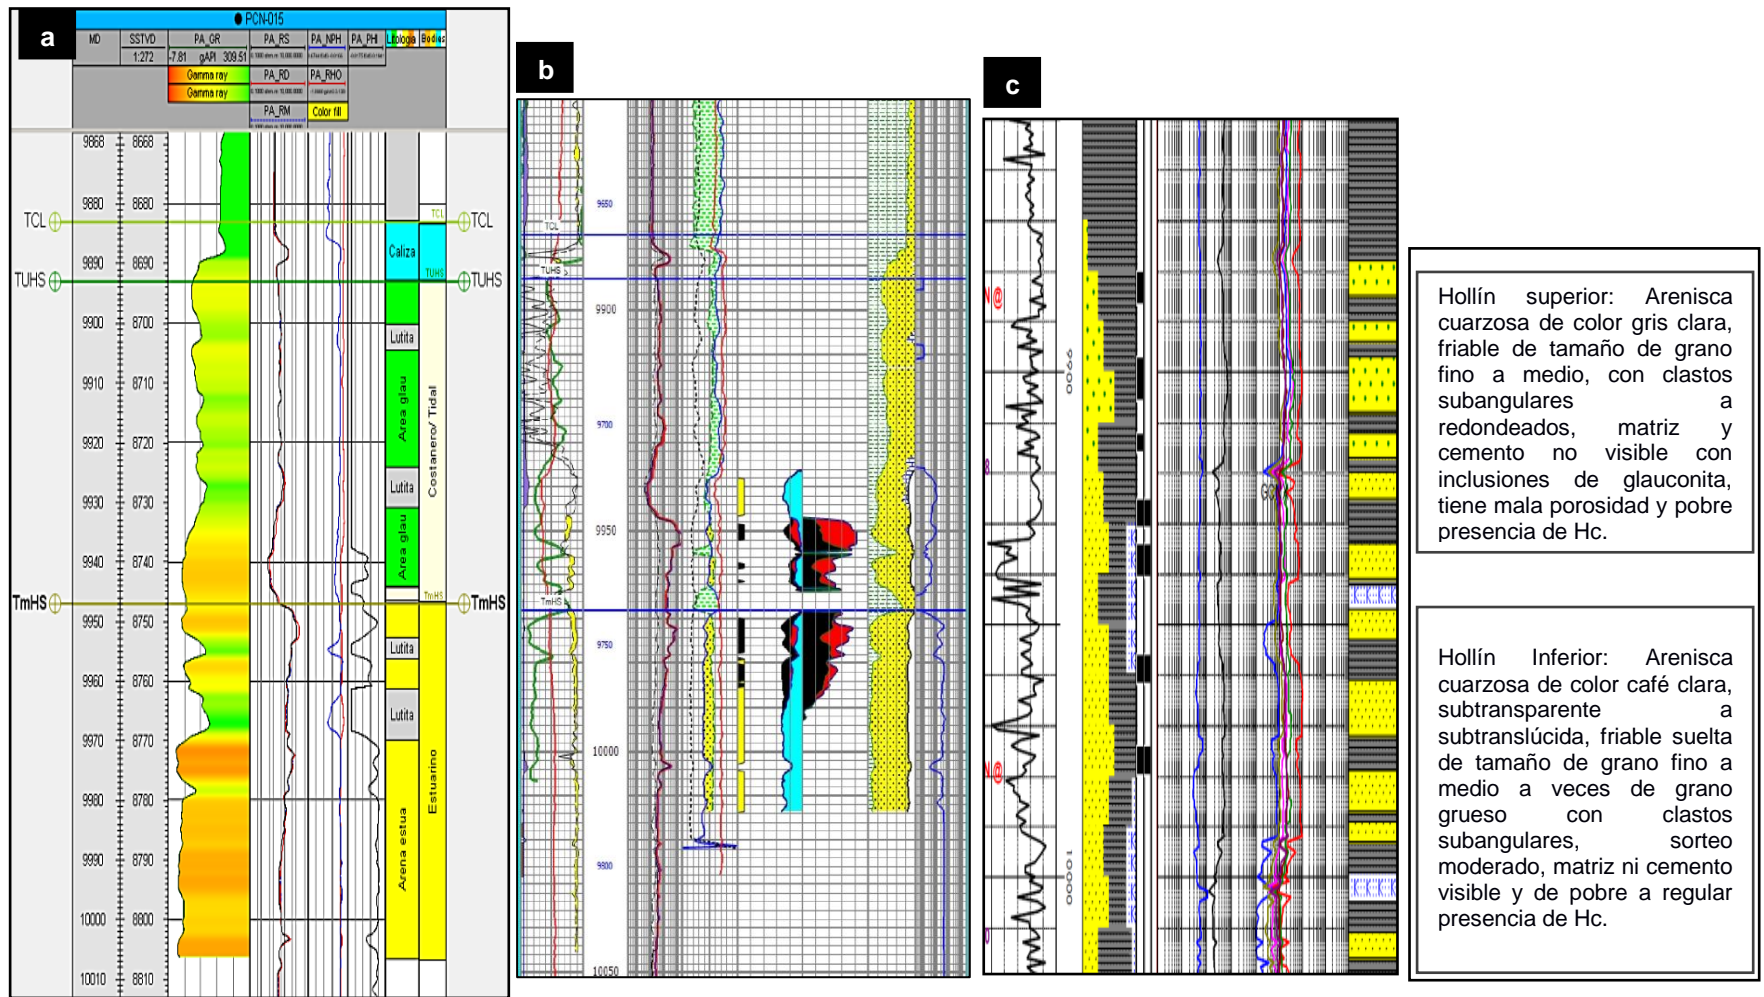 a
PCN-015
MD
SSTVD
PA_GR
PA_RS
PA_NPH
PA_PHI
Litologia
Bodies
1:272
-7.81 gAPI 309.51
Gamma ray
PA_RD
PA_RHO
Gamma ray
PA_RM
Color fill
9868 8668
9880 8680
TCL
TCL
TCL
Caliza
9890 8690
TUHS
TUHS
TUHS
9900 8700
Lutita
9910 8710
Area glau
Costanero/ Tidal
9920 8720
9930 8730
Lutita
9940 8740
Area glau
TmHS
TmHS
TmHS
9950 8750
Lutita
9960 8760
Lutita
9970 8770
Estuarino
9980 8780
Arena estua
9990 8790
10000 8800
10010 8810
b
9650
TCL
TUHS
9900
9700
9950
TmHS
9750
10000
9800
10050
c
N @
9900
8
N @
10000
Hollín superior: Arenisca
cuarzosa de color gris clara,
friable de tamaño de grano
fino a medio, con clastos
subangulares a
redondeados, matriz y
cemento no visible con
inclusiones de glauconita,
tiene mala porosidad y pobre
presencia de Hc.
Hollín Inferior: Arenisca
cuarzosa de color café clara,
subtransparente a
subtranslúcida, friable suelta
de tamaño de grano fino a
medio a veces de grano
grueso con clastos
subangulares, sorteo
moderado, matriz ni cemento
visible y de pobre a regular
presencia de Hc.